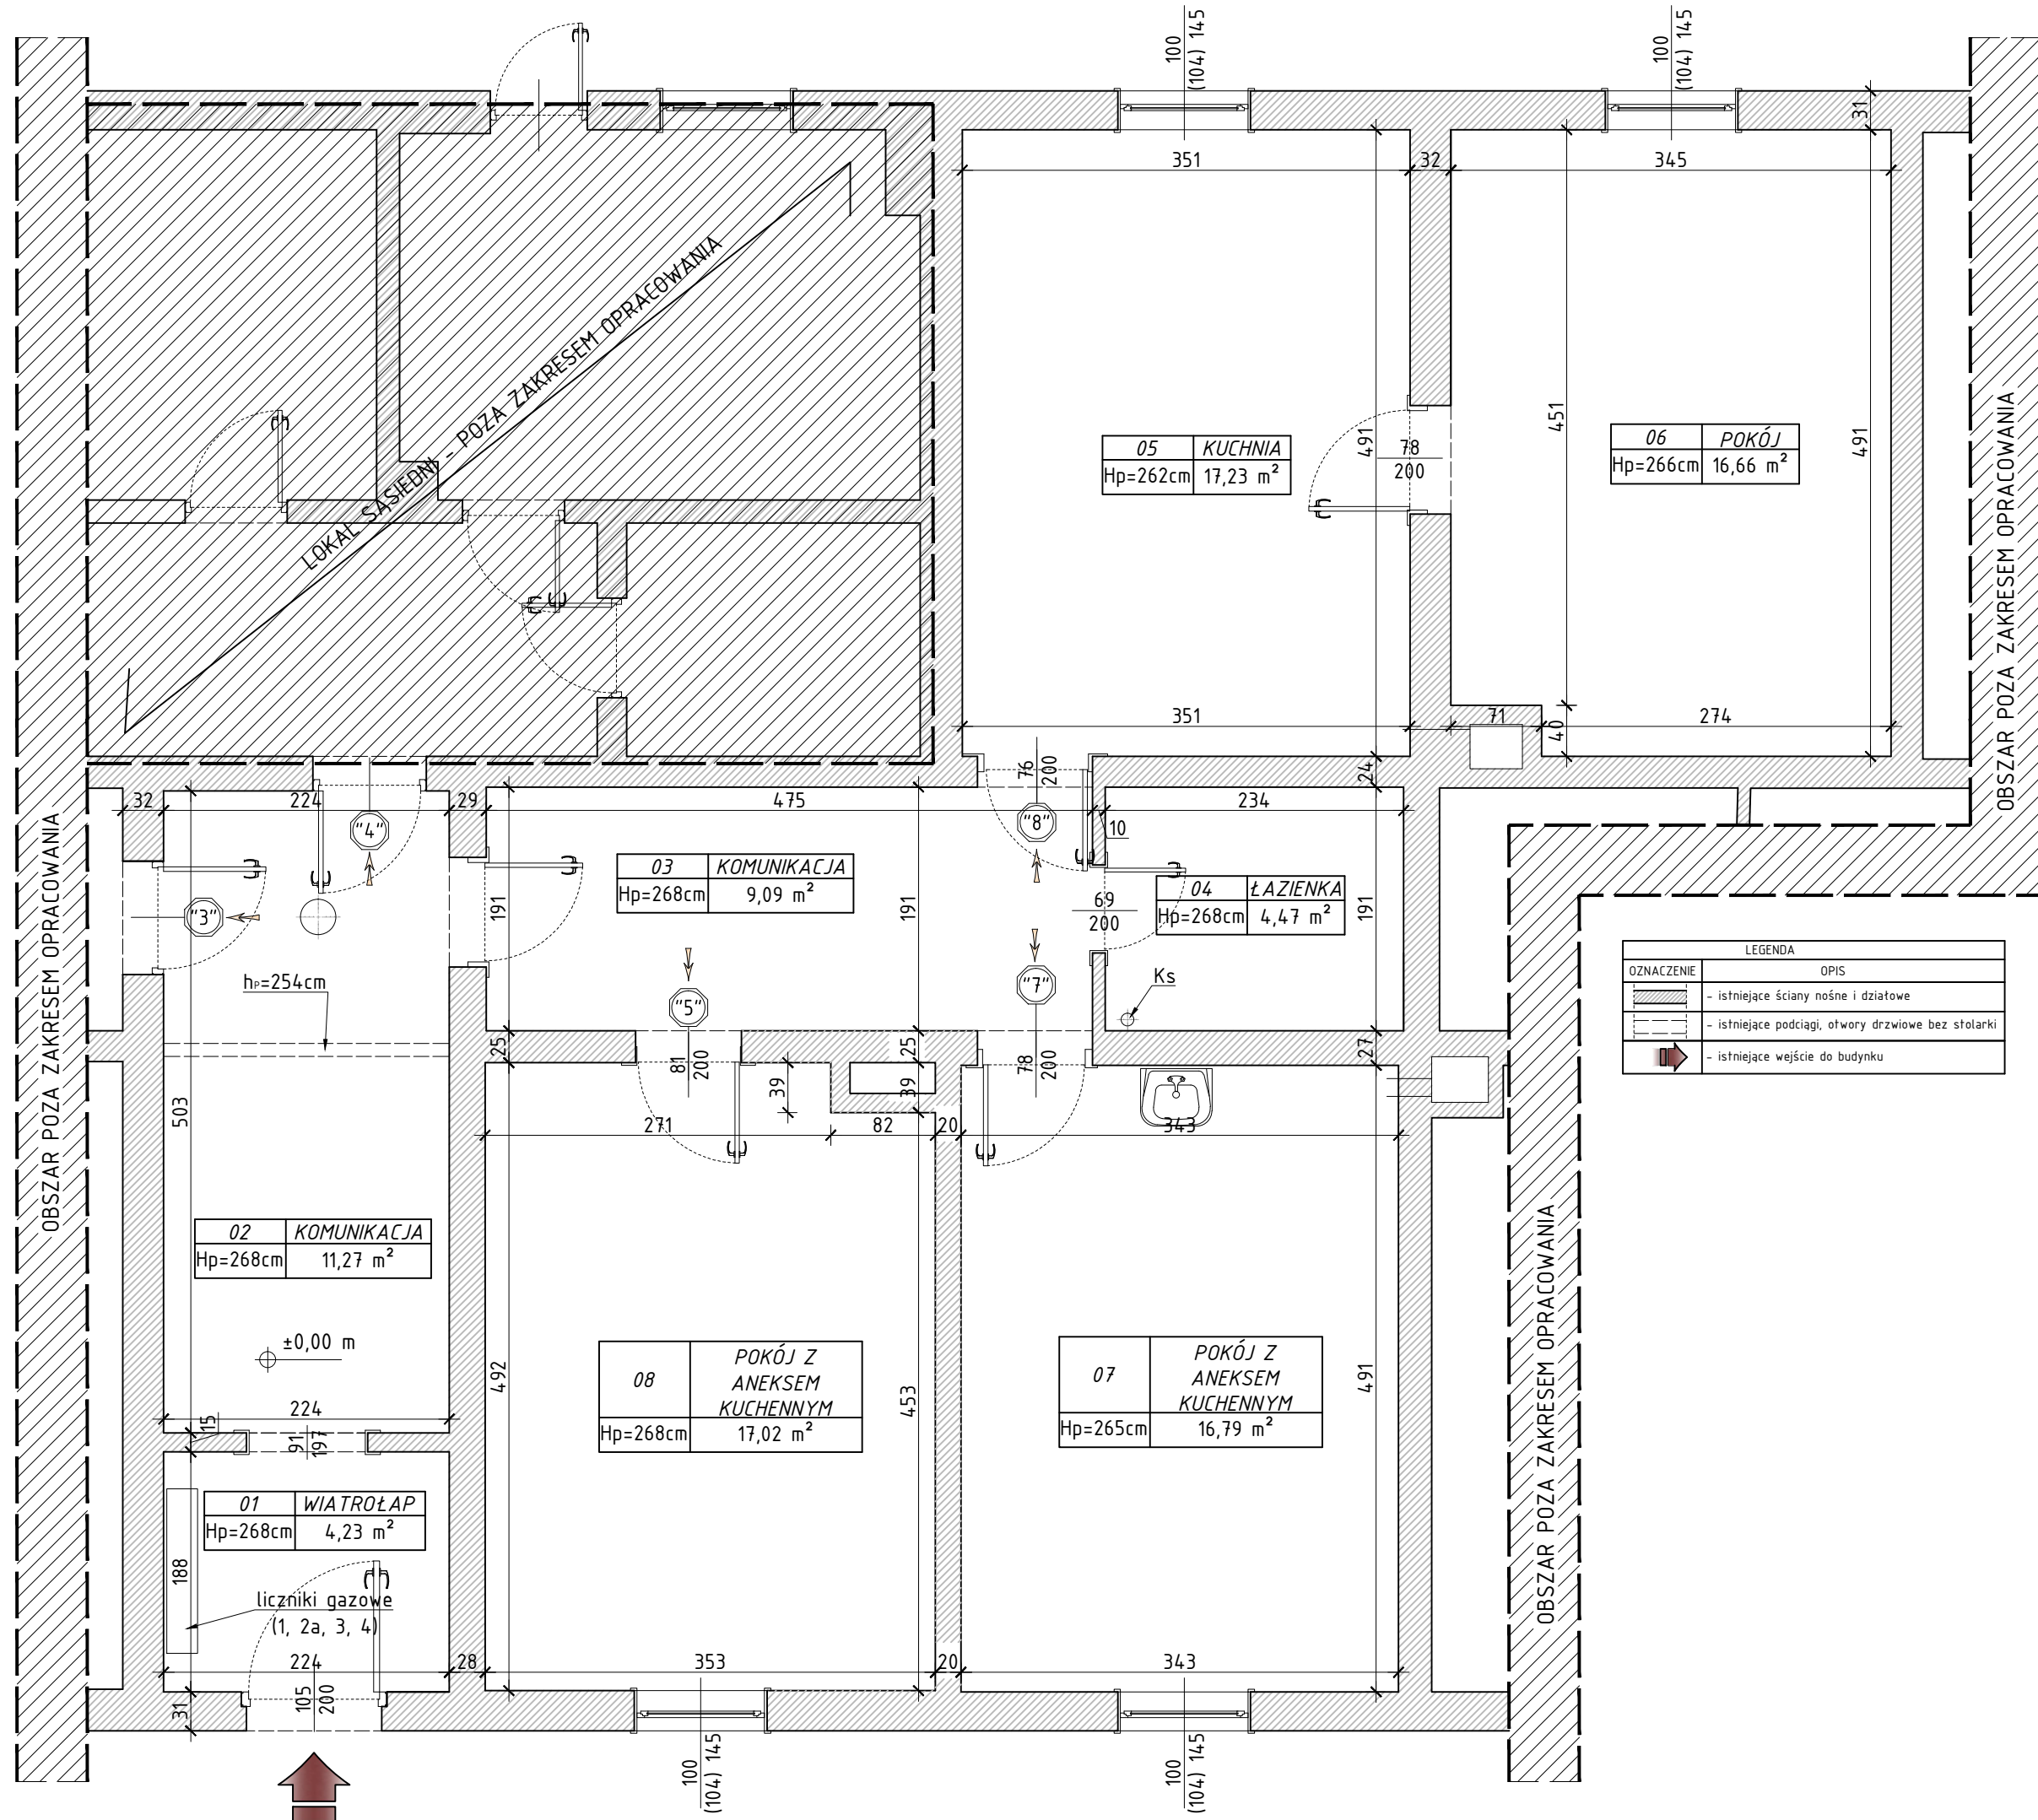 100
(104) 145
100
(104) 145
31
351
32
345
LOKAL SĄSIEDNI - POZA ZAKRESEM OPRACOWANIA
451
491
491
05 KUCHNIA
Hp=262cm 17,23 m²
78
200
06 POKÓJ
Hp=266cm 16,66 m²
OBSZAR POZA ZAKRESEM OPRACOWANIA
351
71
274
40
76
200
24
32
224
29
475
234
"4"
"8"
10
03 KOMUNIKACJA
Hp=268cm 9,09 m²
04 ŁAZIENKA
Hp=268cm 4,47 m²
"3"
191
191
69
200
191
OBSZAR POZA ZAKRESEM OPRACOWANIA
hp=254cm
"5"
"7"
Ks
LEGENDA
OZNACZENIE OPIS
- istniejące ściany nośne i działowe
- istniejące podciągi, otwory drzwiowe bez stolarki
- istniejące wejście do budynku
25
81
200
25
78
200
27
503
39
39
271
82
20
343
02 KOMUNIKACJA
Hp=268cm 11,27 m²
OBSZAR POZA ZAKRESEM OPRACOWANIA
±0,00 m
492
08 POKÓJ Z
ANEKSEM
KUCHENNYM
Hp=268cm 17,02 m²
453
07 POKÓJ Z
ANEKSEM
KUCHENNYM
Hp=265cm 16,79 m²
491
224
15
91
197
01 WIATROŁAP
Hp=268cm 4,23 m²
188
liczniki gazowe
(1, 2a, 3, 4)
224
28
353
20
343
31
105
200
100
(104) 145
100
(104) 145